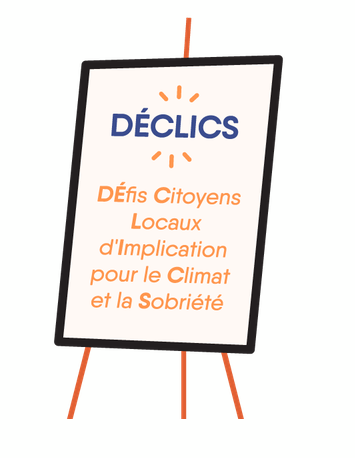 DÉCLICS
DÉfis Citoyens
Locaux
d'Implication
pour le Climat
et la Sobriété